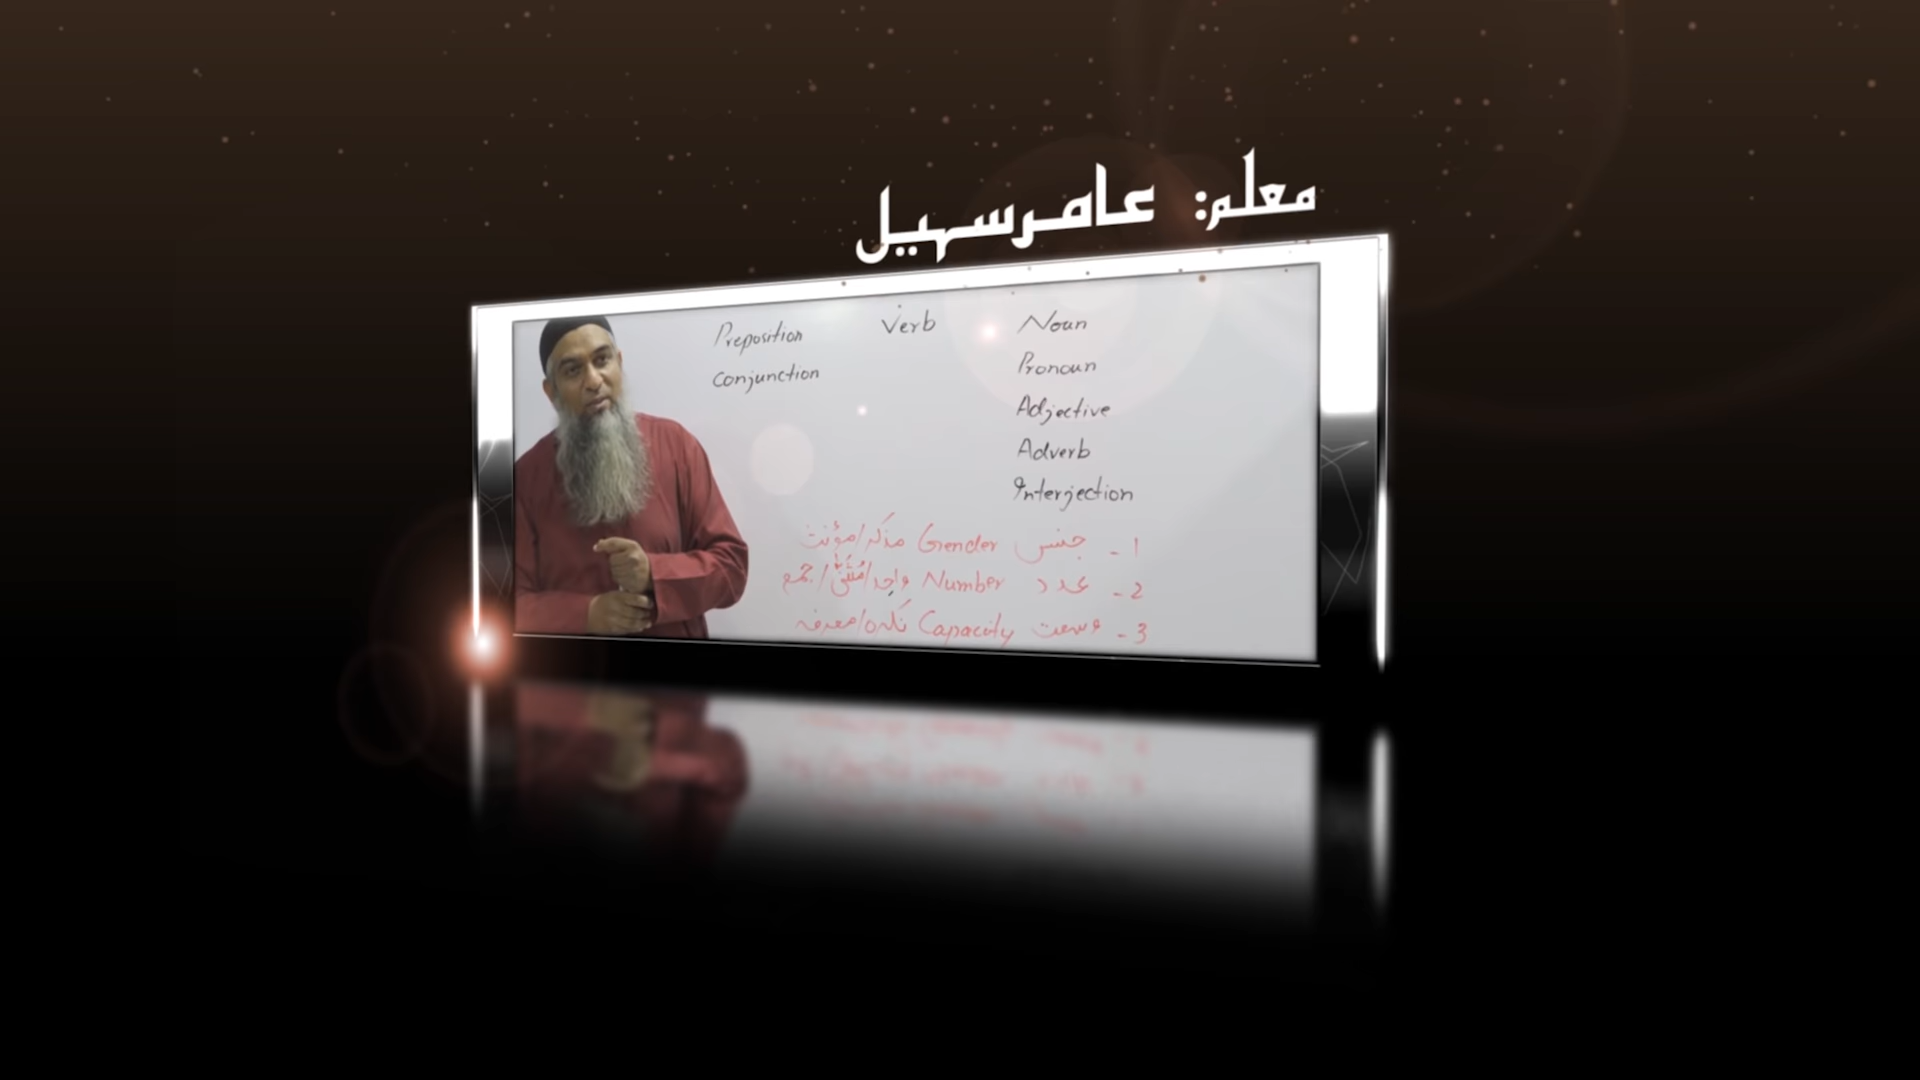 معلم: عامر سہیل
Preposition Verb Noun
Conjunction Pronoun
Adjective
Adverb
Interjection
1 - جنس Gender مذکر/مؤنث
2 - عدد Number واحد/مُثَنّٰی/جمع
3 - وسعت Capacity نکرہ/معرفہ